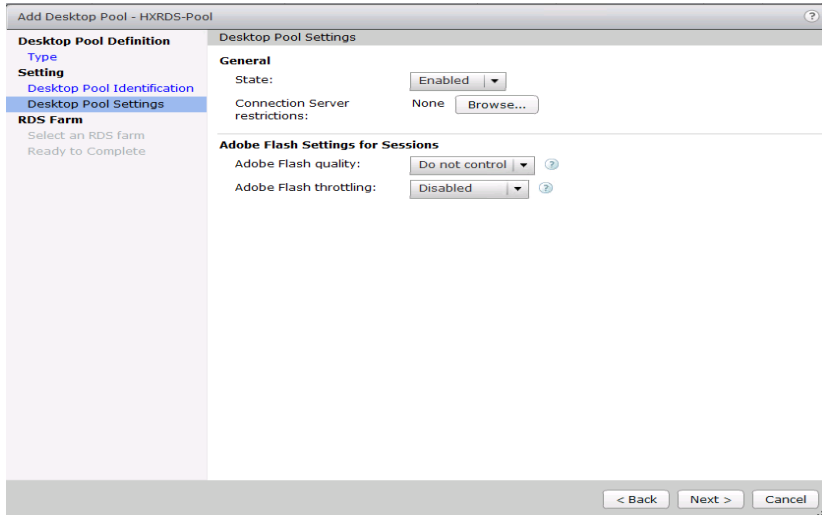 Add Desktop Pool - HXRDS-Pool
?
Desktop Pool Definition
Type
Setting
Desktop Pool Identification
Desktop Pool Settings
RDS Farm
Select an RDS farm
Ready to Complete
Desktop Pool Settings
General
State:
Enabled
Connection Server
restrictions:
None
Browse...
Adobe Flash Settings for Sessions
Adobe Flash quality:
Do not control
?
Adobe Flash throttling:
Disabled
?
< Back
Next >
Cancel